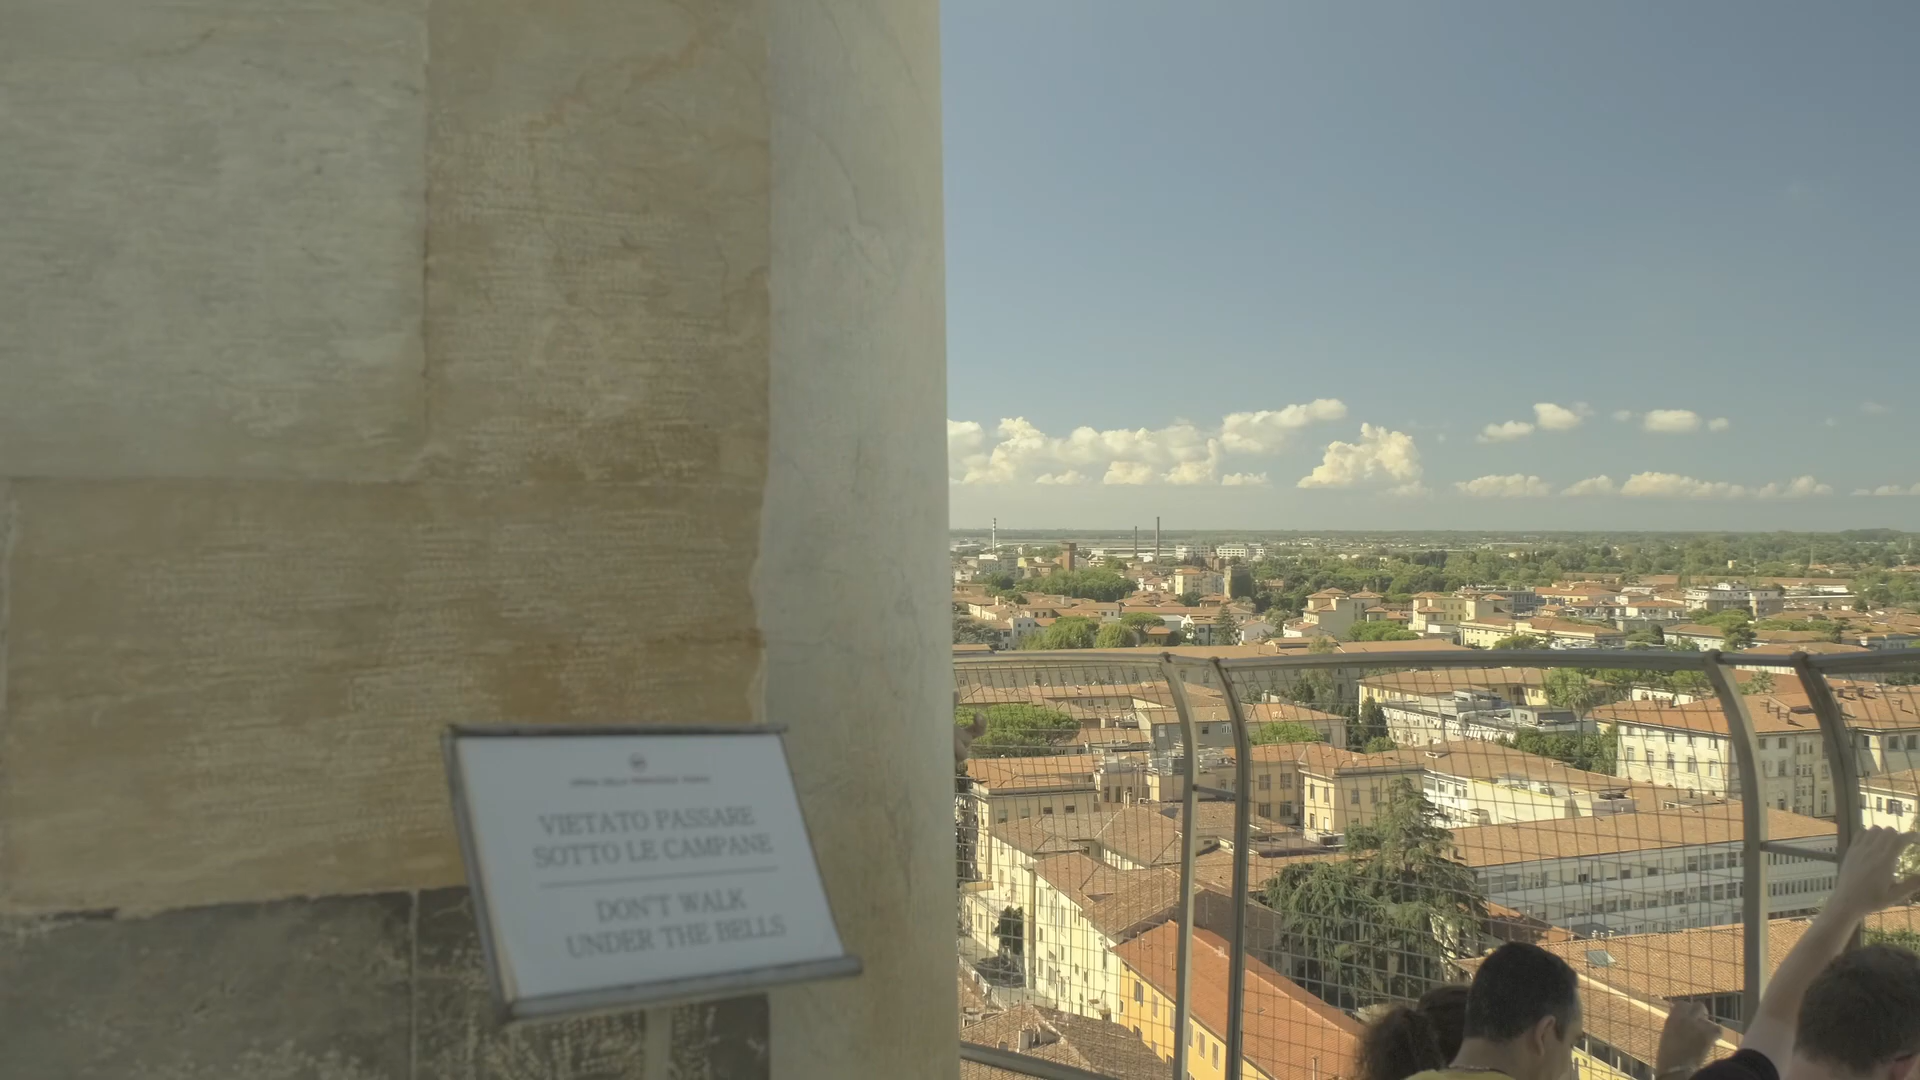 VIETATO PASSARE
SOTTO LE CAMPANE
DON'T WALK
UNDER THE BELLS